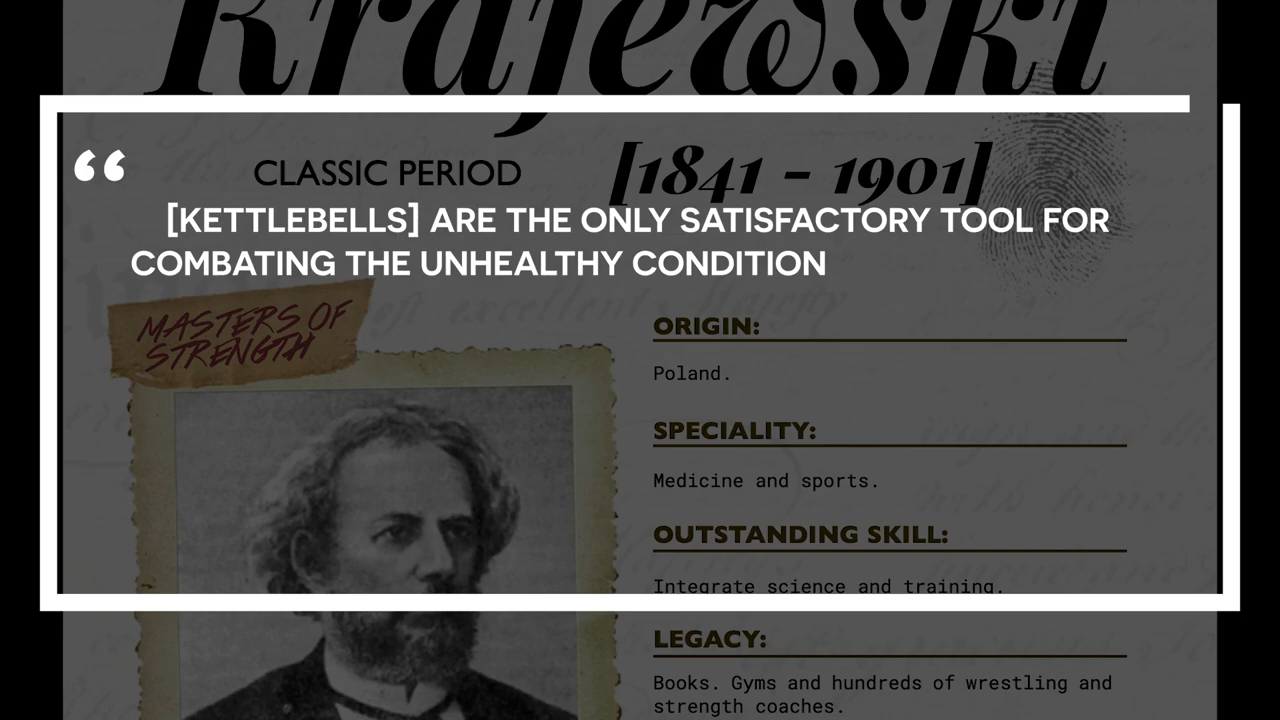 Krajewski
CLASSIC PERIOD
[1841 – 1901]
“
[KETTLEBELLS] ARE THE ONLY SATISFACTORY TOOL FOR
COMBATING THE UNHEALTHY CONDITION
MASTERS OF
STRENGTH
ORIGIN:
Poland.
SPECIALITY:
Medicine and sports.
OUTSTANDING SKILL:
Integrate science and training.
LEGACY:
Books. Gyms and hundreds of wrestling and
strength coaches.